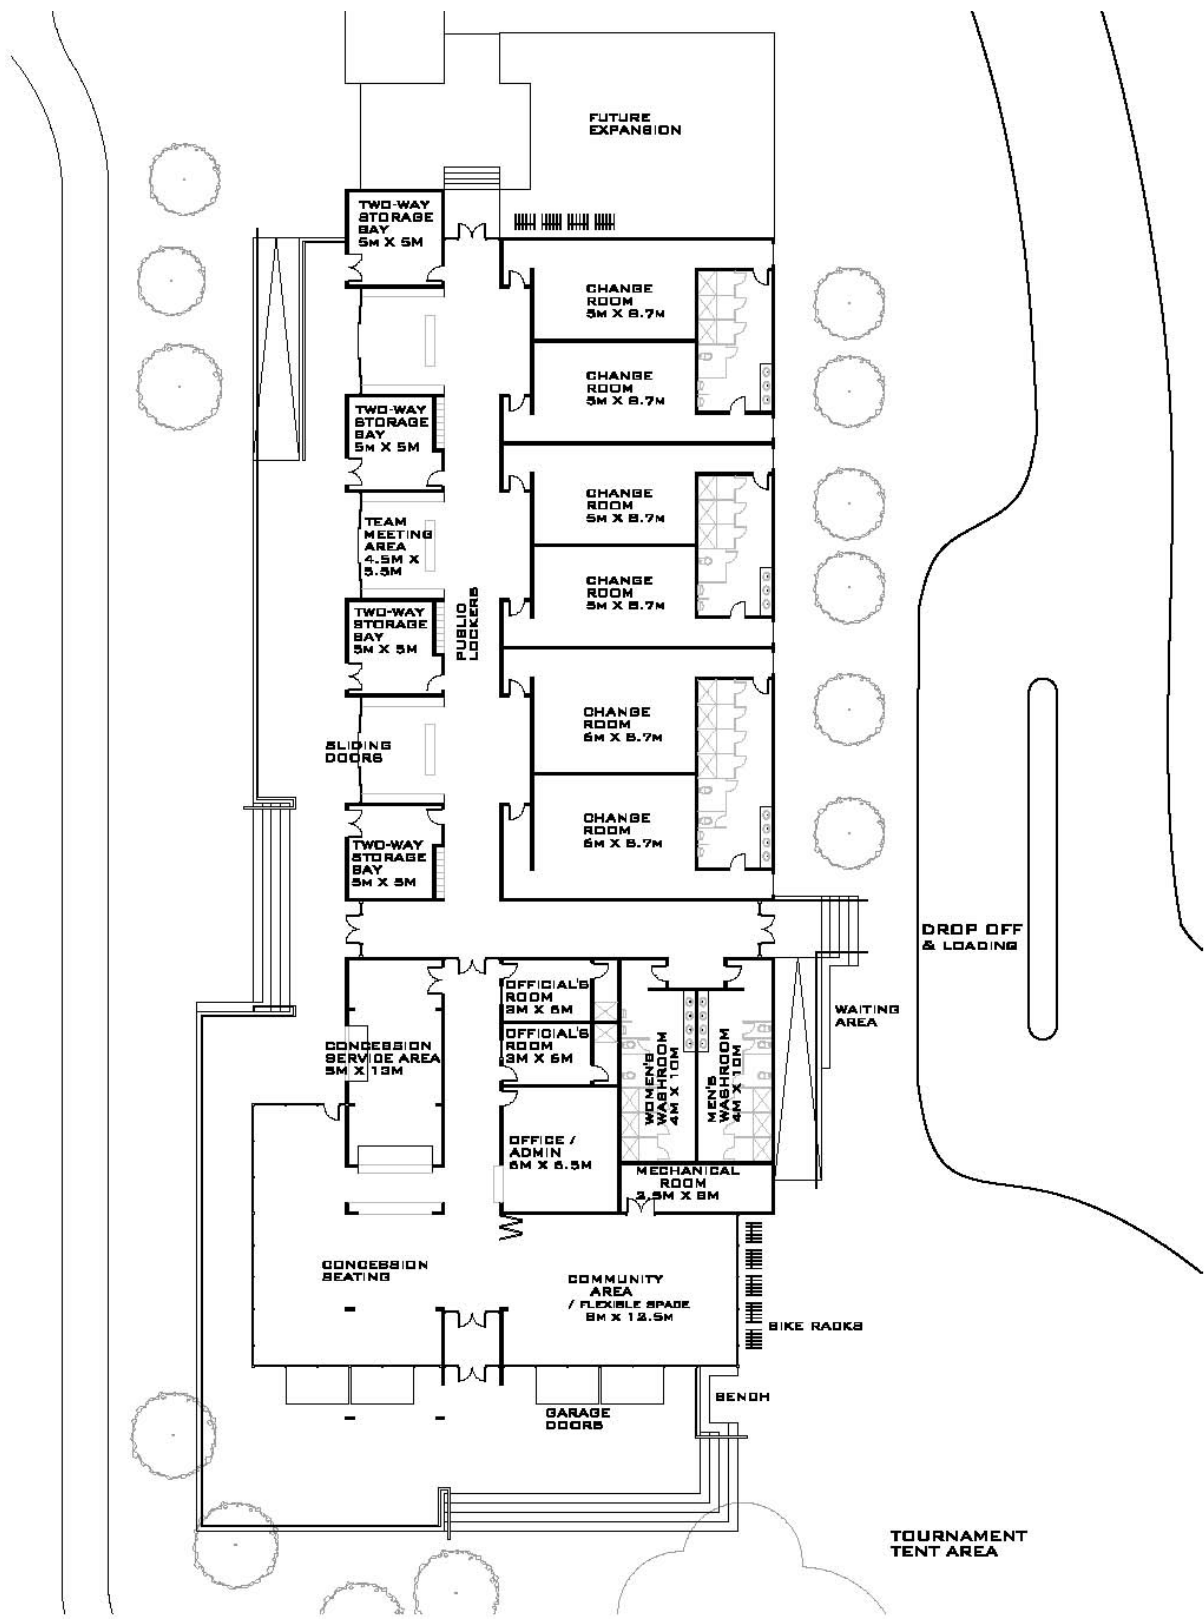 FUTURE
EXPANSION
TWO-WAY
STORAGE
BAY
5M X 5M
CHANGE
ROOM
5M X 8.7M
CHANGE
ROOM
5M X 8.7M
TWO-WAY
STORAGE
BAY
5M X 5M
CHANGE
ROOM
5M X 8.7M
TEAM
MEETING
AREA
4.5M X
5.5M
CHANGE
ROOM
5M X 8.7M
PUBLIC
LOCKERS
TWO-WAY
STORAGE
BAY
5M X 5M
CHANGE
ROOM
6M X 8.7M
SLIDING
DOORS
CHANGE
ROOM
6M X 8.7M
TWO-WAY
STORAGE
BAY
5M X 5M
DROP OFF
& LOADING
OFFICIAL'S
ROOM
3M X 6M
WAITING
AREA
OFFICIAL'S
ROOM
3M X 6M
CONCESSION
SERVICE AREA
5M X 13M
WOMEN'S
WASHROOM
4M X 10M
MEN'S
WASHROOM
4M X 10M
OFFICE /
ADMIN
6M X 6.5M
MECHANICAL
ROOM
2.5M X 8M
CONCESSION
SEATING
COMMUNITY
AREA
/ FLEXIBLE SPACE
8M X 12.5M
BIKE RACKS
BENCH
GARAGE
DOORS
TOURNAMENT
TENT AREA